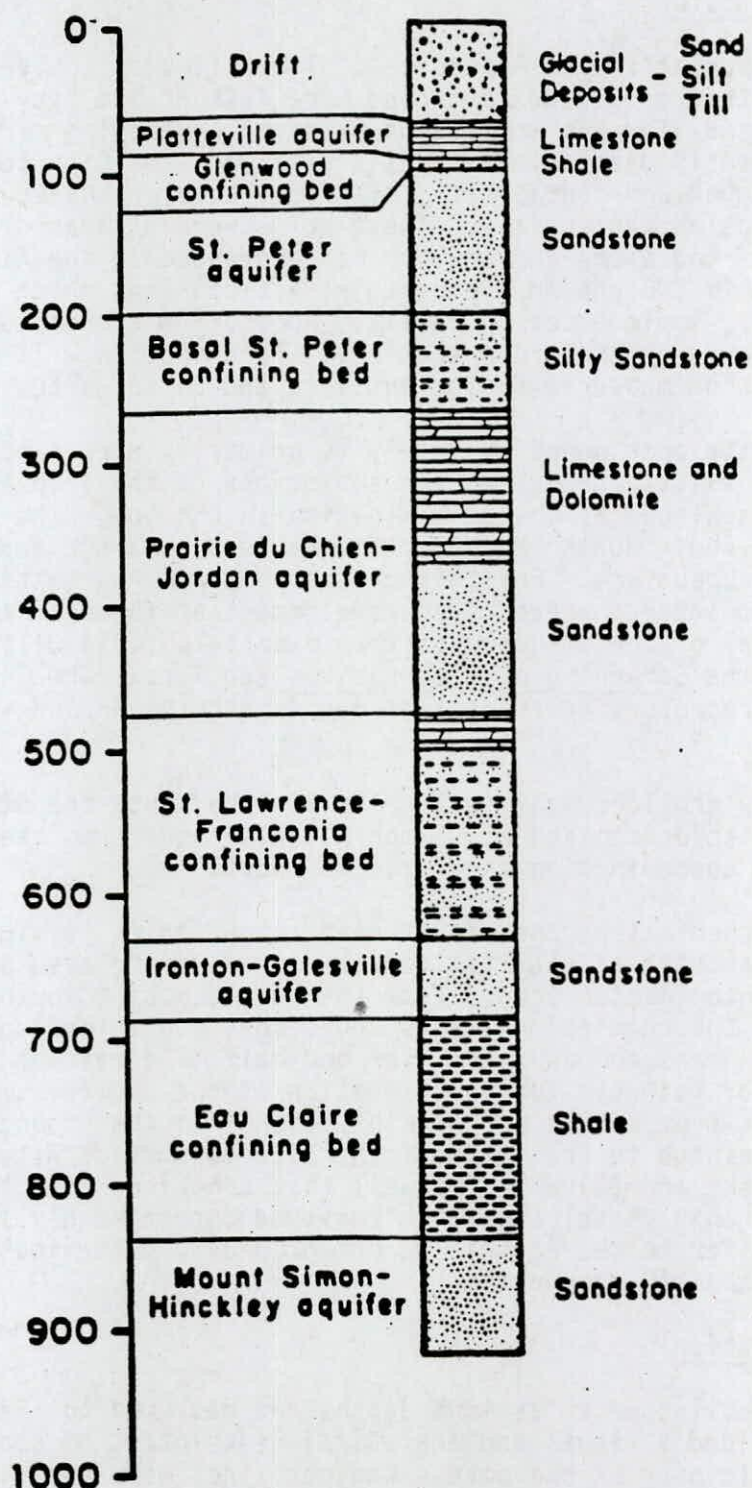 0
Drift
Glacial
Deposits - Sand
Silt
Till
Platteville aquifer
Limestone
Glenwood
confining bed
Shale
100
St. Peter
aquifer
Sandstone
200
Basal St. Peter
confining bed
Silty Sandstone
300
Limestone and
Dolomite
Prairie du Chien-
Jordan aquifer
400
Sandstone
500
St. Lawrence-
Franconia
confining bed
600
Ironton-Galesville
aquifer
Sandstone
700
Eau Claire
confining bed
Shale
800
Mount Simon-
Hinckley aquifer
Sandstone
900
1000